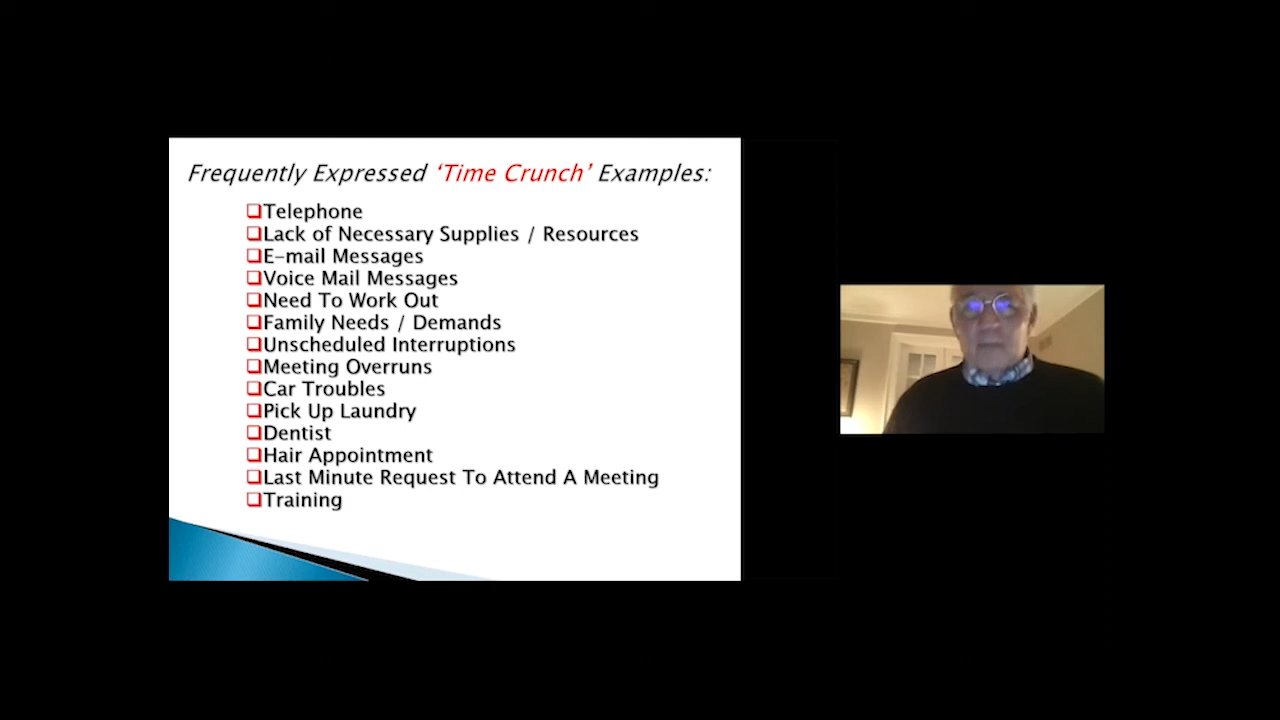 Frequently Expressed ‘Time Crunch’ Examples:
❑Telephone
❑Lack of Necessary Supplies / Resources
❑E-mail Messages
❑Voice Mail Messages
❑Need To Work Out
❑Family Needs / Demands
❑Unscheduled Interruptions
❑Meeting Overruns
❑Car Troubles
❑Pick Up Laundry
❑Dentist
❑Hair Appointment
❑Last Minute Request To Attend A Meeting
❑Training